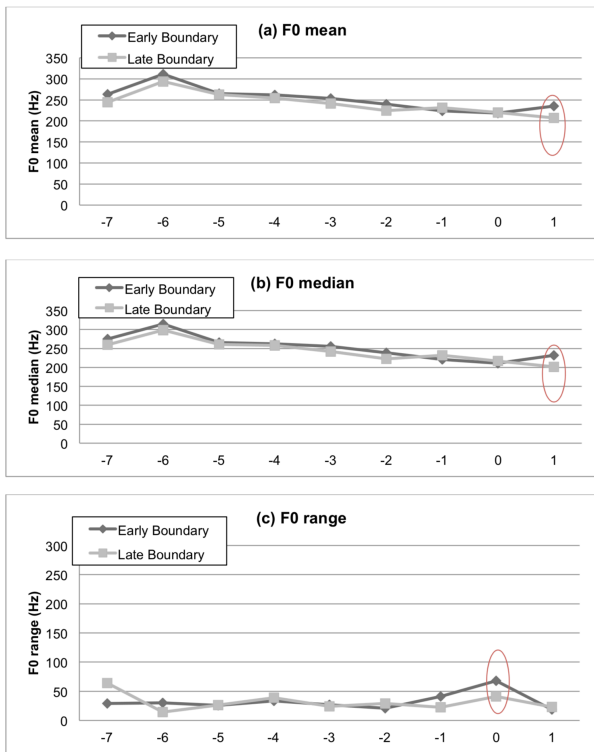 (a) F0 mean
Early Boundary
Late Boundary
F0 mean (Hz)
350
300
250
200
150
100
50
0
-7 -6 -5 -4 -3 -2 -1 0 1
(b) F0 median
Early Boundary
Late Boundary
F0 median (Hz)
350
300
250
200
150
100
50
0
-7 -6 -5 -4 -3 -2 -1 0 1
(c) F0 range
Early Boundary
Late Boundary
F0 range (Hz)
300
250
200
150
100
50
0
-7 -6 -5 -4 -3 -2 -1 0 1